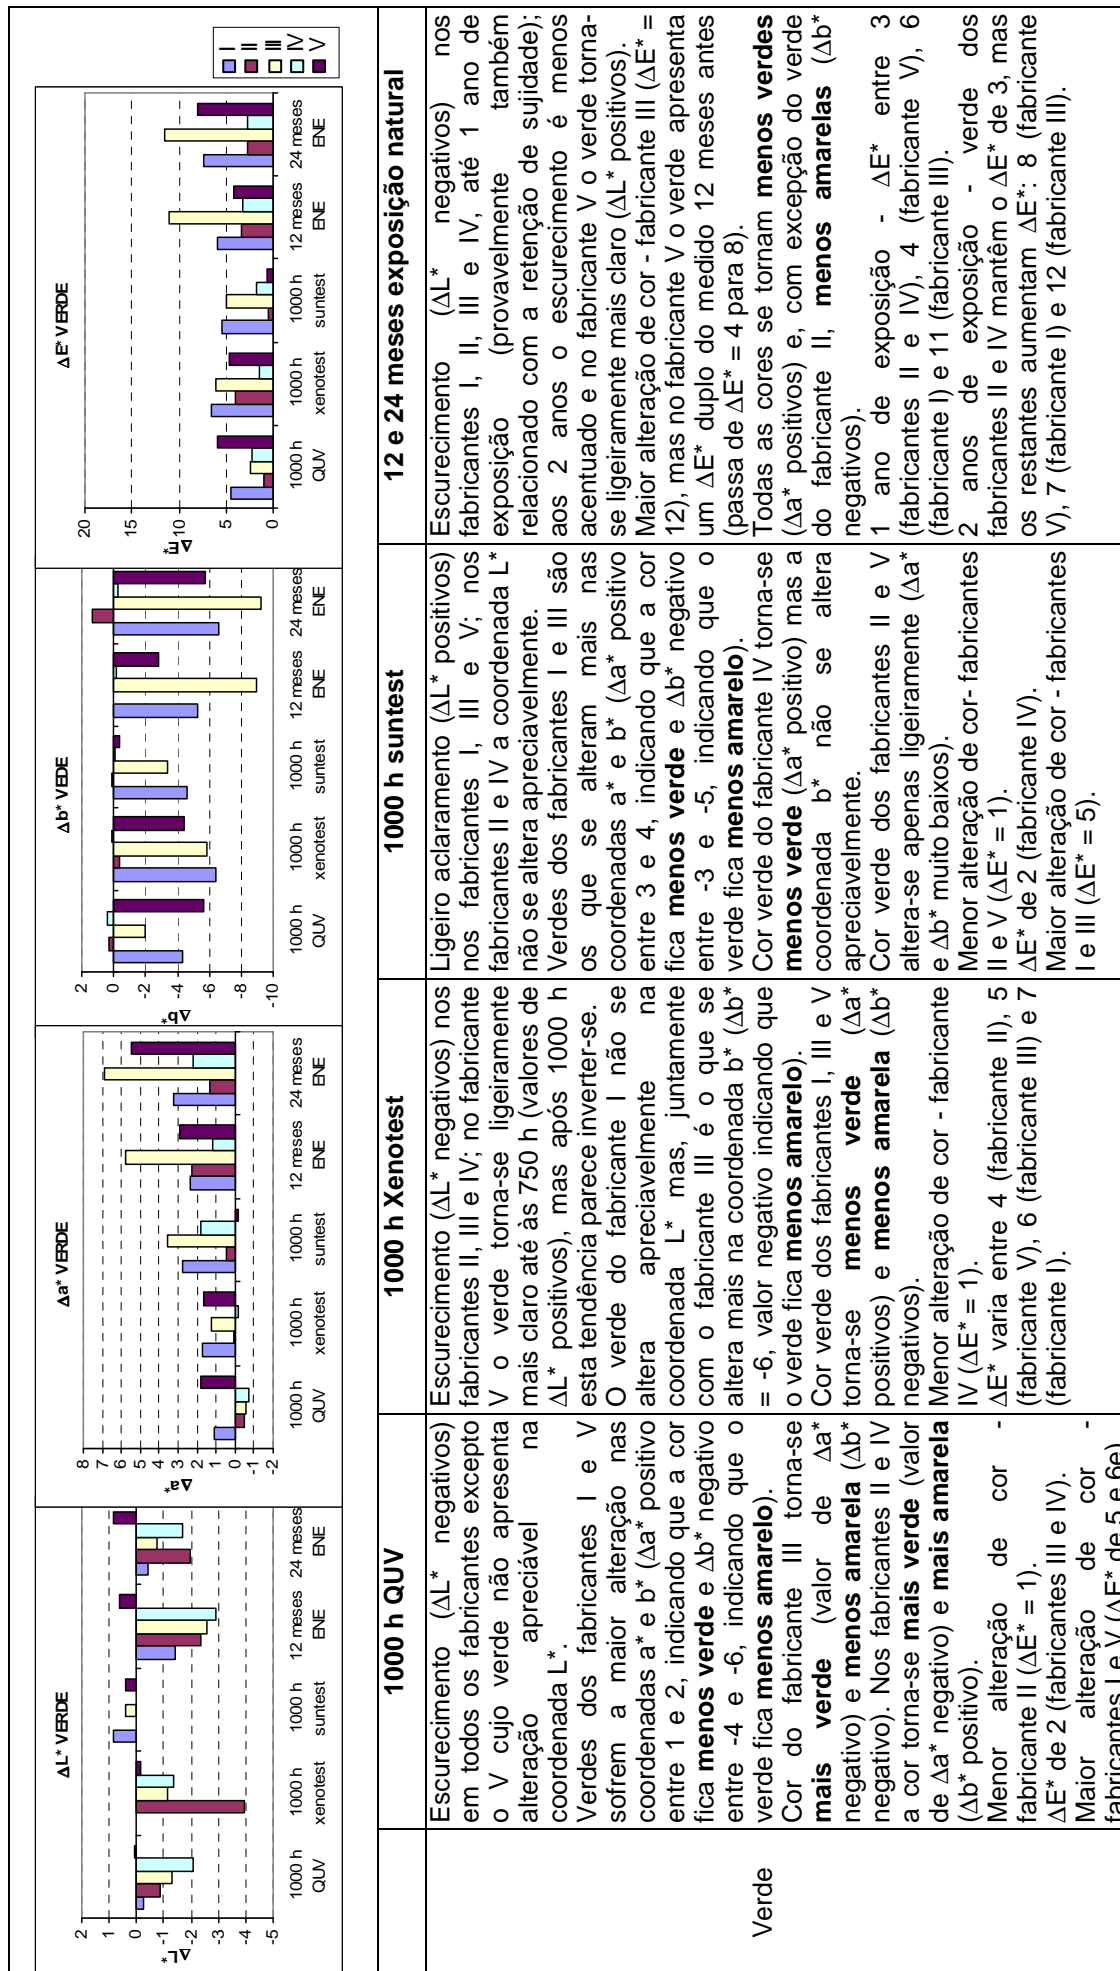 ΔL* VERDE
2
1
0
-1
-2
-3
-4
-5
ΔL*
1000 h QUV
1000 h xenotest
1000 h suntest
12 meses ENE
24 meses ENE
Δa* VERDE
8
7
6
5
4
3
2
1
0
-1
-2
Δa*
1000 h QUV
1000 h xenotest
1000 h suntest
12 meses ENE
24 meses ENE
Δb* VEDE
2
0
-2
-4
-6
-8
-10
Δb*
1000 h QUV
1000 h xenotest
1000 h suntest
12 meses ENE
24 meses ENE
ΔE* VERDE
20
15
10
5
0
ΔE*
1000 h QUV
1000 h xenotest
1000 h suntest
12 meses ENE
24 meses ENE
I
II
III
IV
V
1000 h QUV
1000 h Xenotest
1000 h suntest
12 e 24 meses exposição natural
Verde
Escurecimento (ΔL* negativos)
em todos os fabricantes excepto
o V cujo verde não apresenta
alteração apreciável na
coordenada L*.
Verdes dos fabricantes I e V
sofrem a maior alteração nas
coordenadas a* e b* (Δa* positivo
entre 1 e 2, indicando que a cor
fica menos verde e Δb* negativo
entre -4 e -6, indicando que o
verde fica menos amarelo).
Cor do fabricante III torna-se
mais verde (valor de Δa*
negativo) e menos amarela (Δb*
negativo). Nos fabricantes II e IV
a cor torna-se mais verde (valor
de Δa* negativo) e mais amarela
(Δb* positivo).
Menor alteração de cor -
fabricante II (ΔE* = 1).
ΔE* de 2 (fabricantes III e IV).
Maior alteração de cor -
fabricantes I e V (ΔE* de 5 e 6e)
Escurecimento (ΔL* negativos) nos
fabricantes II, III e IV; no fabricante
V o verde torna-se ligeiramente
mais claro até às 750 h (valores de
ΔL* positivos), mas após 1000 h
esta tendência parece inverter-se.
O verde do fabricante I não se
altera apreciavelmente na
coordenada L* mas, juntamente
com o fabricante III é o que se
altera mais na coordenada b* (Δb*
= -6, valor negativo indicando que
o verde fica menos amarelo).
Cor verde dos fabricantes I, III e V
torna-se menos verde (Δa*
positivos) e menos amarela (Δb*
negativos).
Menor alteração de cor - fabricante
IV (ΔE* = 1).
ΔE* varia entre 4 (fabricante II), 5
(fabricante V), 6 (fabricante III) e 7
(fabricante I).
Ligeiro aclaramento (ΔL* positivos)
nos fabricantes I, III e V; nos
fabricantes II e IV a coordenada L*
não se altera apreciavelmente.
Verdes dos fabricantes I e III são
os que se alteram mais nas
coordenadas a* e b* (Δa* positivo
entre 3 e 4, indicando que a cor
fica menos verde e Δb* negativo
entre -3 e -5, indicando que o
verde fica menos amarelo).
Cor verde do fabricante IV torna-se
menos verde (Δa* positivo) mas a
coordenada b* não se altera
apreciavelmente.
Cor verde dos fabricantes II e V
altera-se apenas ligeiramente (Δa*
e Δb* muito baixos).
Menor alteração de cor- fabricantes
II e V (ΔE* = 1).
ΔE* de 2 (fabricante IV).
Maior alteração de cor - fabricantes
I e III (ΔE* = 5).
Escurecimento (ΔL* negativos) nos
fabricantes I, II, III e IV, até 1 ano de
exposição (provavelmente também
relacionado com a retenção de sujidade);
aos 2 anos o escurecimento é menos
acentuado e no fabricante V o verde torna-
se ligeiramente mais claro (ΔL* positivos).
Maior alteração de cor - fabricante III (ΔE* =
12), mas no fabricante V o verde apresenta
um ΔE* duplo do medido 12 meses antes
(passa de ΔE* = 4 para 8).
Todas as cores se tornam menos verdes
(Δa* positivos) e, com excepção do verde
do fabricante II, menos amarelas (Δb*
negativos).
1 ano de exposição - ΔE* entre 3
(fabricantes II e IV), 4 (fabricante V), 6
(fabricante I) e 11 (fabricante III).
2 anos de exposição - verde dos
fabricantes II e IV mantêm o ΔE* de 3, mas
os restantes aumentam ΔE*: 8 (fabricante
V), 7 (fabricante I) e 12 (fabricante III).